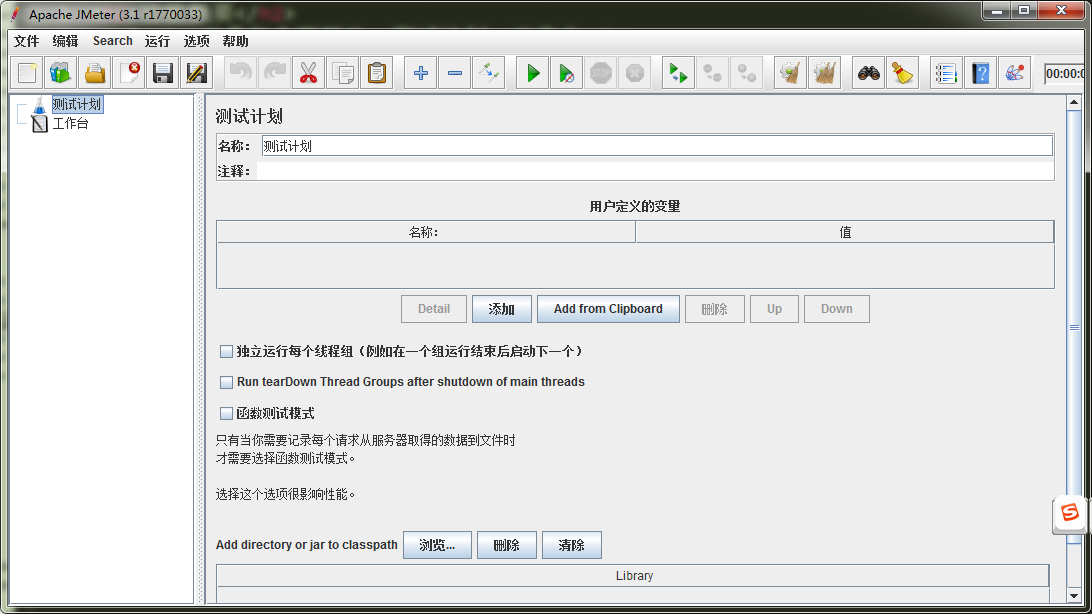 Apache JMeter (3.1 r1770033)
文件 编辑 Search 运行 选项 帮助
STOP
00:00:0
测试计划
工作台
测试计划
名称： 测试计划
注释：
用户定义的变量
名称： 值
Detail 添加 Add from Clipboard 删除 Up Down
独立运行每个线程组（例如在一个组运行结束后启动下一个）
Run tearDown Thread Groups after shutdown of main threads
函数测试模式
只有当你需要记录每个请求从服务器取得的数据到文件时
才需要选择函数测试模式。
选择这个选项很影响性能。
Add directory or jar to classpath 浏览... 删除 清除
Library